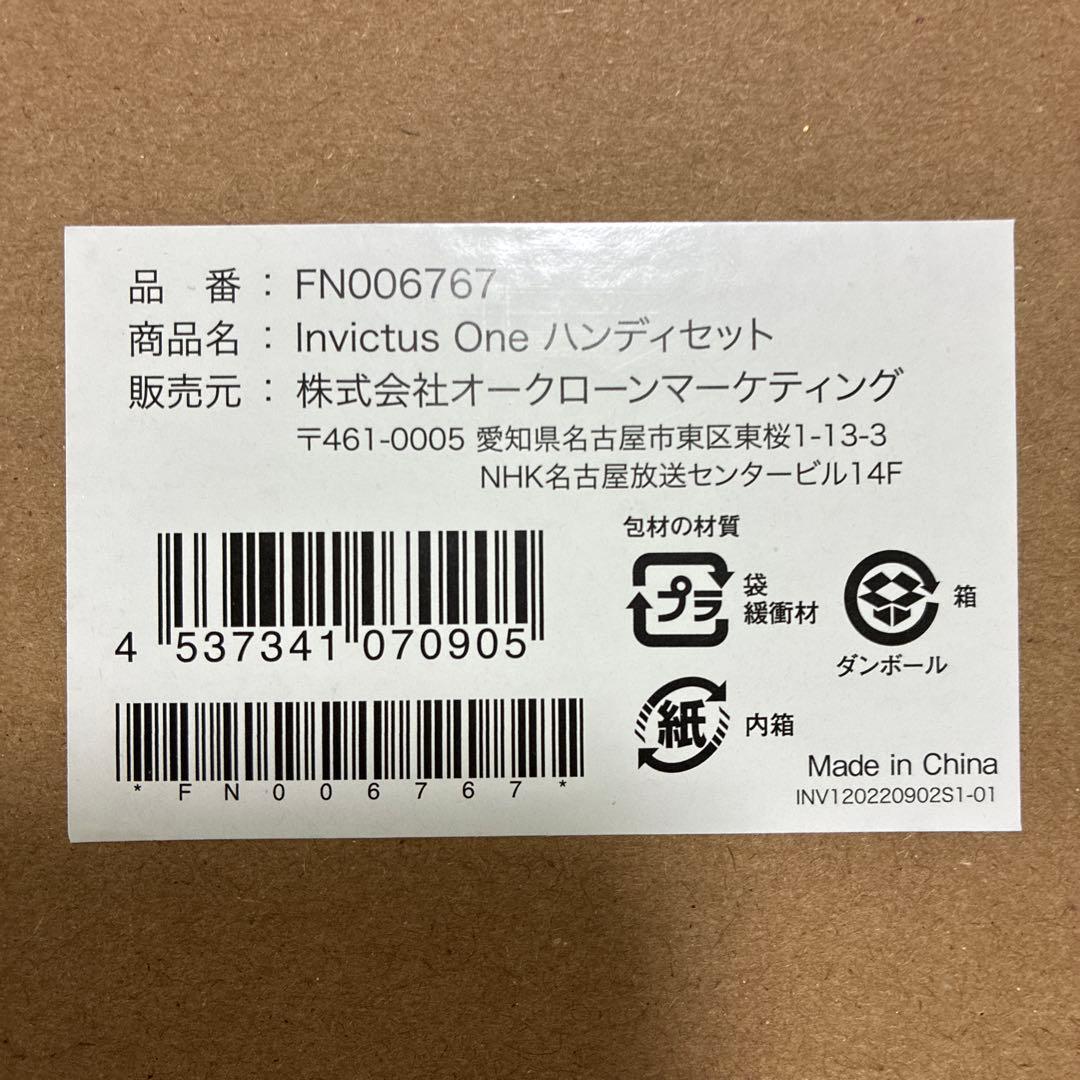 品　番 : FN006767
商品名 : Invictus One ハンディセット
販売元 : 株式会社オークローンマーケティング
〒461-0005 愛知県名古屋市東区東桜1-13-3
NHK名古屋放送センタービル14F
包材の材質
プラ 袋
緩衝材
箱
ダンボール
4 537341 070905
紙 内箱
*FN006767*
Made in China
INV120220902S1-01